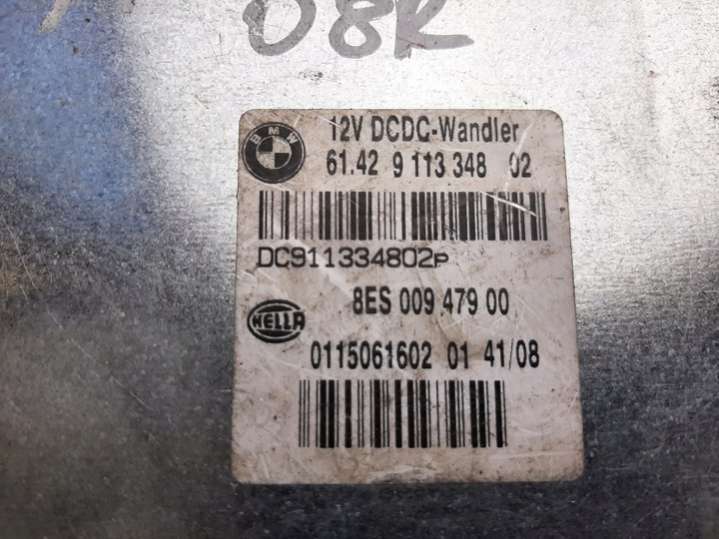 08R
BMW
12V DCDC-Wandler
61.42 9 113 348 02
DC911334802P
8ES 009 479 00
HELLA
0115061602 01 41/08